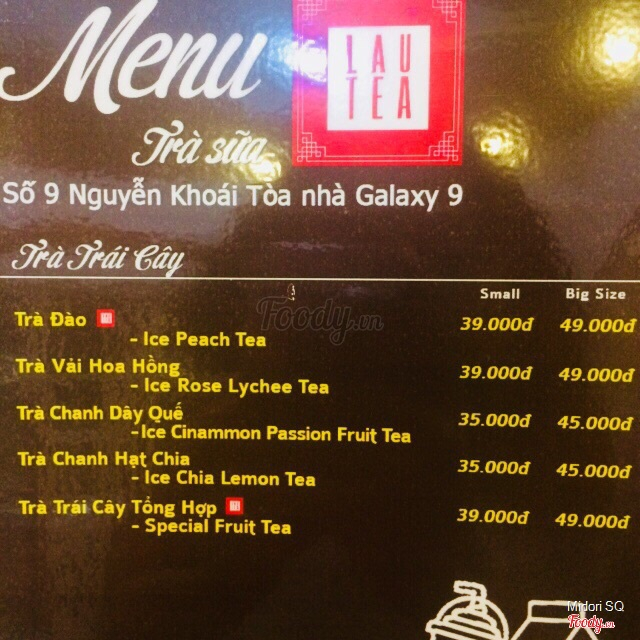 Menu
LAU
TEA
Trà sữa
Số 9 Nguyễn Khoái Tòa nhà Galaxy 9
Trà Trái Cây
Small Big Size
Foody.vn
Trà Đào 39.000đ 49.000đ
- Ice Peach Tea
Trà Vải Hoa Hồng 39.000đ 49.000đ
- Ice Rose Lychee Tea
Trà Chanh Dây Quế 35.000đ 45.000đ
-Ice Cinammon Passion Fruit Tea
Trà Chanh Hạt Chia 35.000đ 45.000đ
- Ice Chia Lemon Tea
Trà Trái Cây Tổng Hợp 39.000đ 49.000đ
- Special Fruit Tea
Midori SQ
Foody.vn